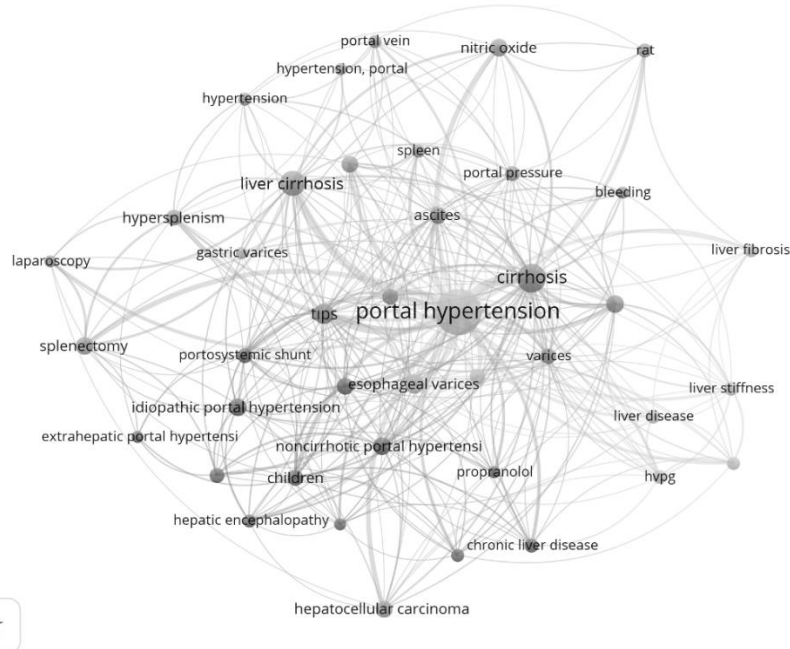 portal vein
nitric oxide
rat
hypertension, portal
hypertension
spleen
portal pressure
liver cirrhosis
bleeding
hypersplenism
ascites
gastric varices
liver fibrosis
laparoscopy
cirrhosis
tips
portal hypertension
splenectomy
portosystemic shunt
varices
esophageal varices
liver stiffness
idiopathic portal hypertension
liver disease
extrahepatic portal hypertensi
noncirrhotic portal hypertensi
children
propranolol
hvpg
hepatic encephalopathy
chronic liver disease
hepatocellular carcinoma